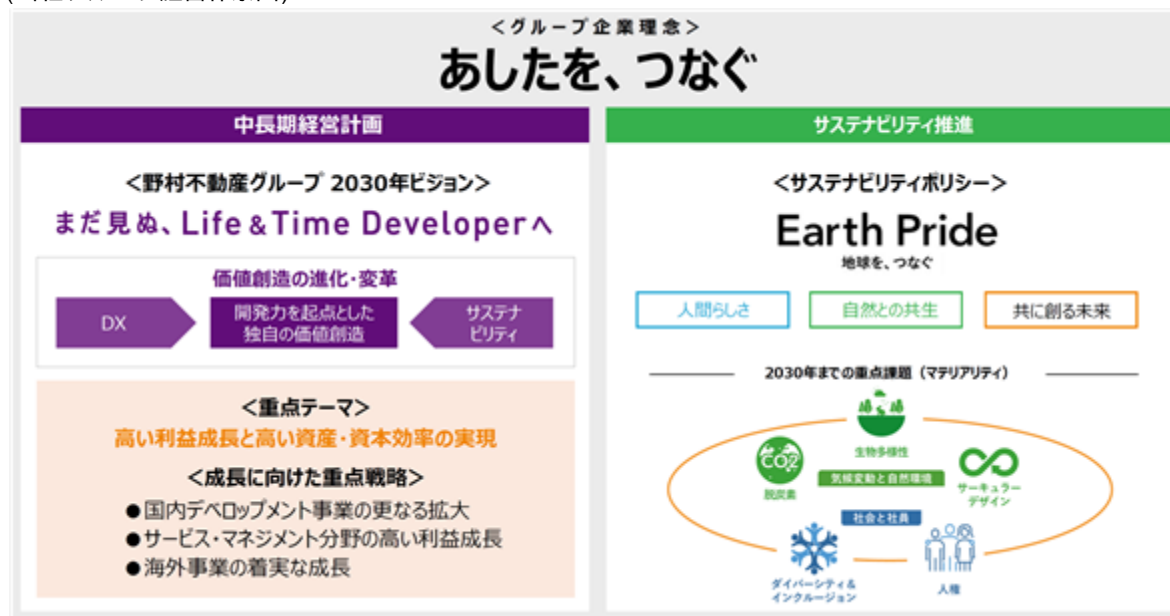 ＜グループ企業理念＞
あしたを、つなぐ
中長期経営計画
＜野村不動産グループ 2030年ビジョン＞
まだ見ぬ、Life & Time Developerへ
価値創造の進化・変革
DX
開発力を起点とした
独自の価値創造
サステナ
ビリティ
＜重点テーマ＞
高い利益成長と高い資産・資本効率の実現
＜成長に向けた重点戦略＞
●国内デベロップメント事業の更なる拡大
●サービス・マネジメント分野の高い利益成長
●海外事業の着実な成長
サステナビリティ推進
＜サステナビリティポリシー＞
Earth Pride
地球を、つなぐ
人間らしさ
自然との共生
共に創る未来
2030年までの重点課題（マテリアリティ）
生物多様性
CO2
脱炭素
気候変動と自然環境
サーキュラー
デザイン
社会と社員
ダイバーシティ&
インクルージョン
人権